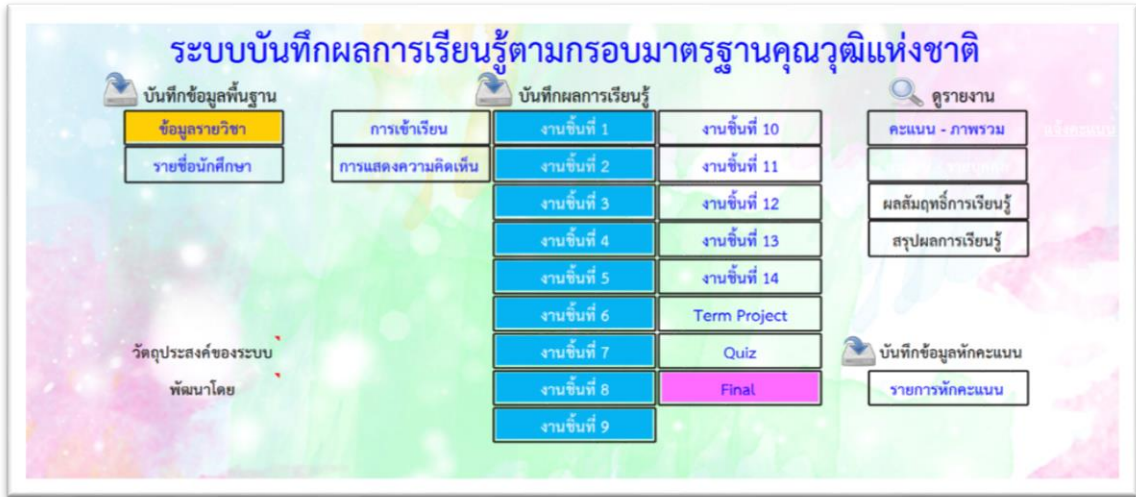 ระบบบันทึกผลการเรียนรู้ตามกรอบมาตรฐานคุณวุฒิแห่งชาติ
บันทึกข้อมูลพื้นฐาน
ข้อมูลรายวิชา
รายชื่อนักศึกษา
วัตถุประสงค์ของระบบ
พัฒนาโดย
บันทึกผลการเรียนรู้
การเข้าเรียน
การแสดงความคิดเห็น
งานชิ้นที่ 1
งานชิ้นที่ 2
งานชิ้นที่ 3
งานชิ้นที่ 4
งานชิ้นที่ 5
งานชิ้นที่ 6
งานชิ้นที่ 7
งานชิ้นที่ 8
งานชิ้นที่ 9
งานชิ้นที่ 10
งานชิ้นที่ 11
งานชิ้นที่ 12
งานชิ้นที่ 13
งานชิ้นที่ 14
Term Project
Quiz
Final
ดูรายงาน
คะแนน - ภาพรวม
ผลสัมฤทธิ์การเรียนรู้
สรุปผลการเรียนรู้
บันทึกข้อมูลหักคะแนน
รายการหักคะแนน